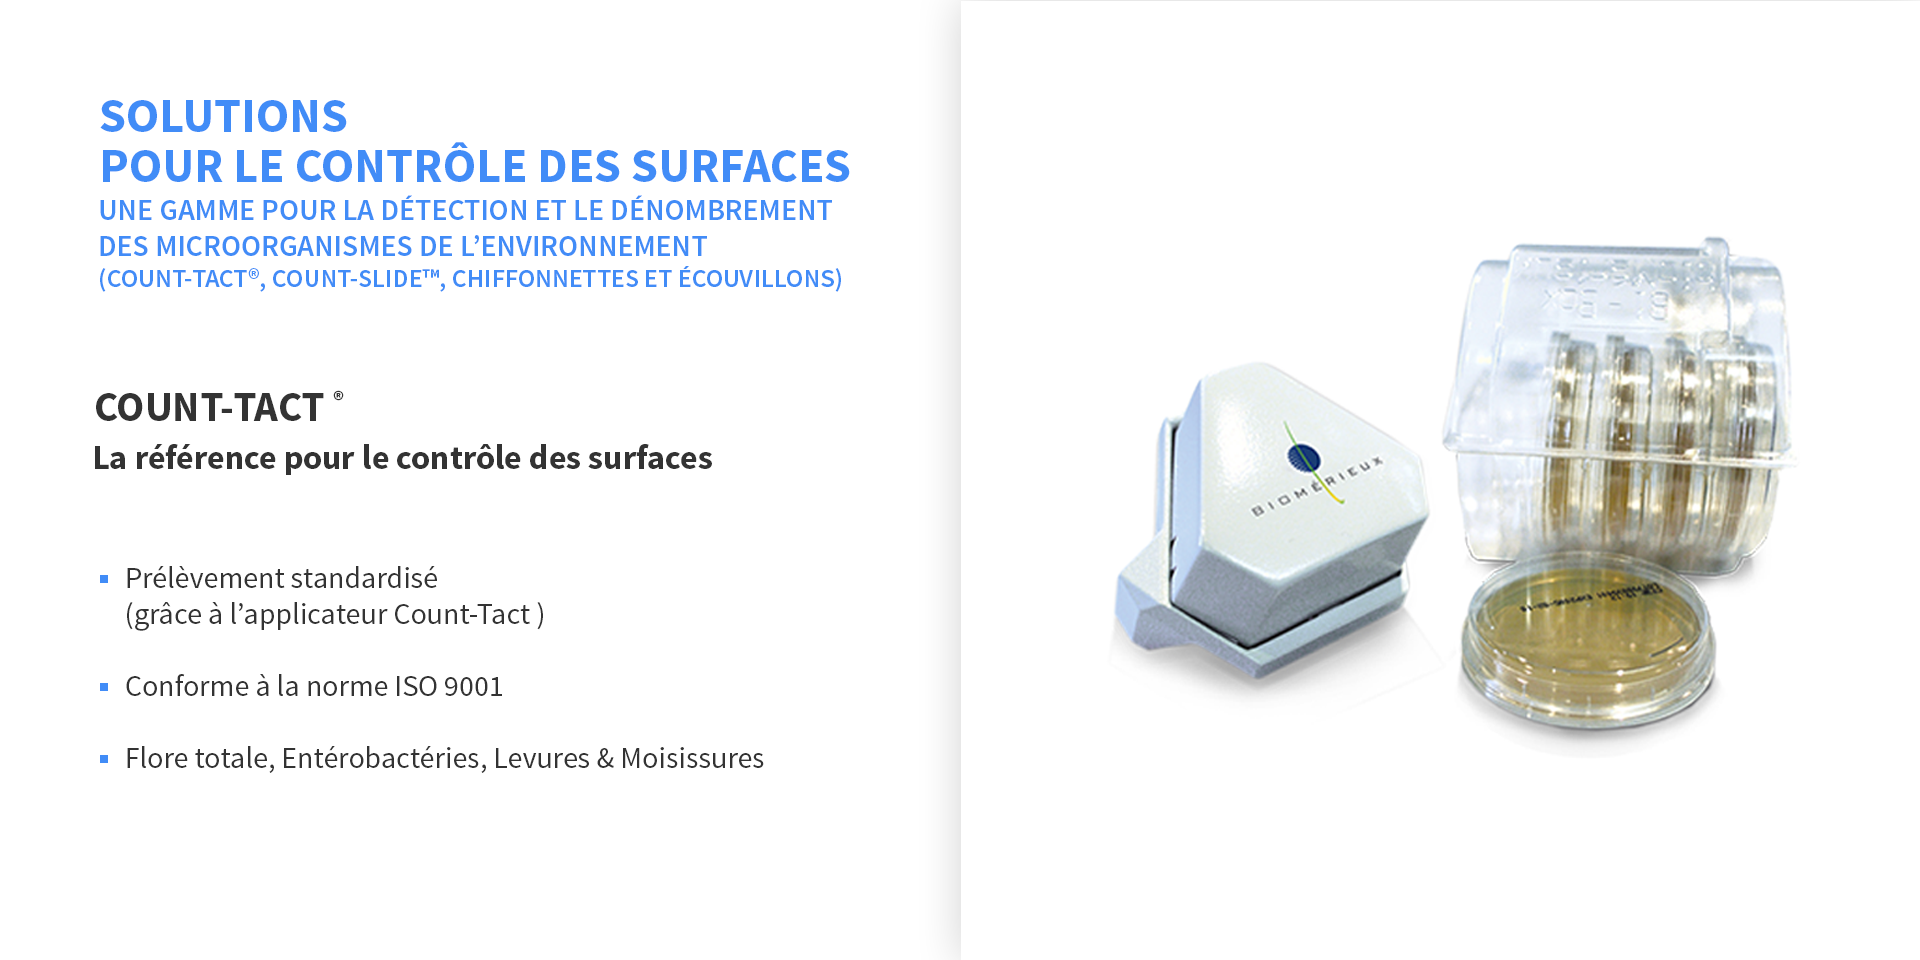 SOLUTIONS
POUR LE CONTRÔLE DES SURFACES
UNE GAMME POUR LA DÉTECTION ET LE DÉNOMBREMENT
DES MICROORGANISMES DE L’ENVIRONNEMENT
(COUNT-TACT®, COUNT-SLIDE™, CHIFFONNETTES ET ÉCOUVILLONS)
COUNT-TACT ®
La référence pour le contrôle des surfaces
Prélèvement standardisé
(grâce à l’applicateur Count-Tact )
Conforme à la norme ISO 9001
Flore totale, Entérobactéries, Levures & Moisissures
BIOMÉRIEUX